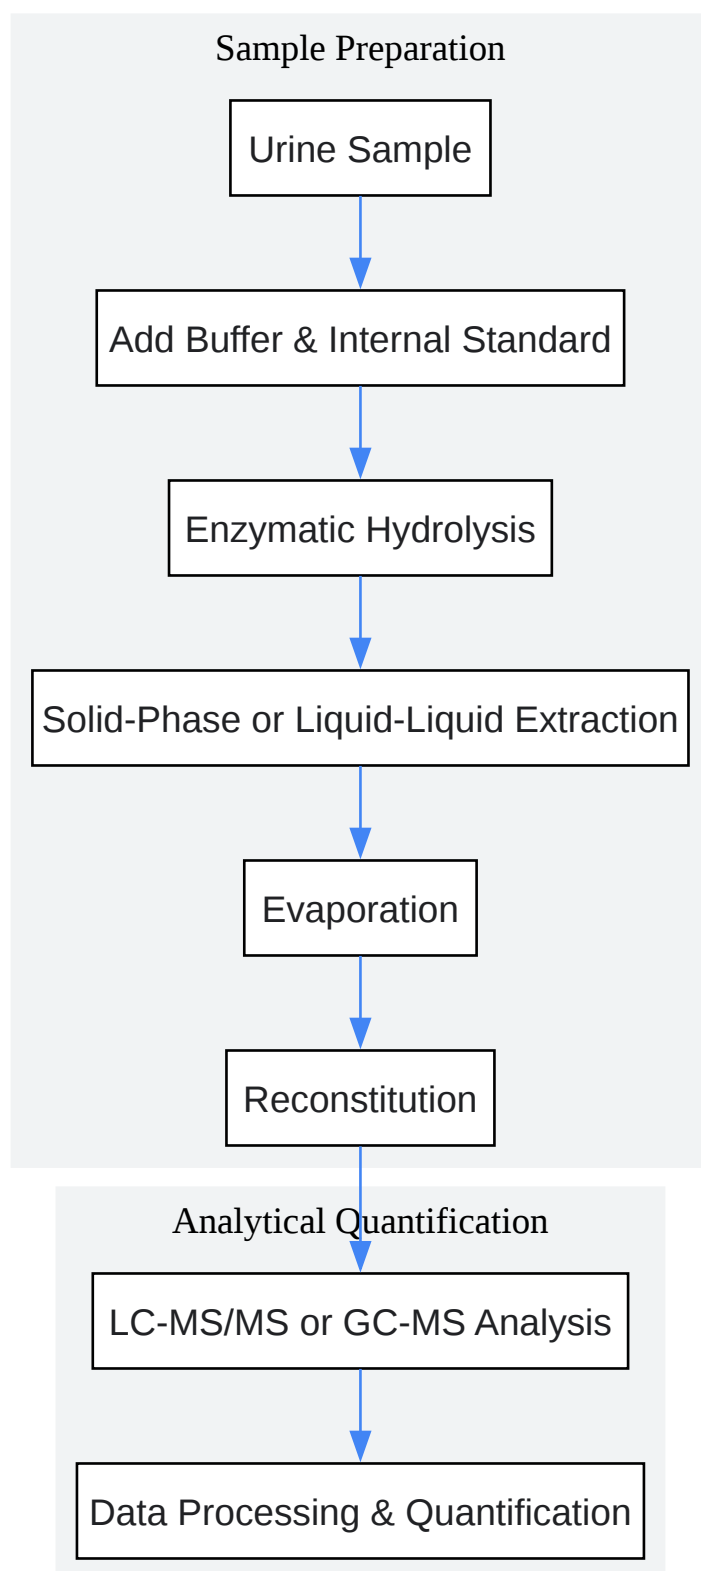 Sample Preparation
Urine Sample
Add Buffer & Internal Standard
Enzymatic Hydrolysis
Solid-Phase or Liquid-Liquid Extraction
Evaporation
Reconstitution
Analytical Quantification
LC-MS/MS or GC-MS Analysis
Data Processing & Quantification